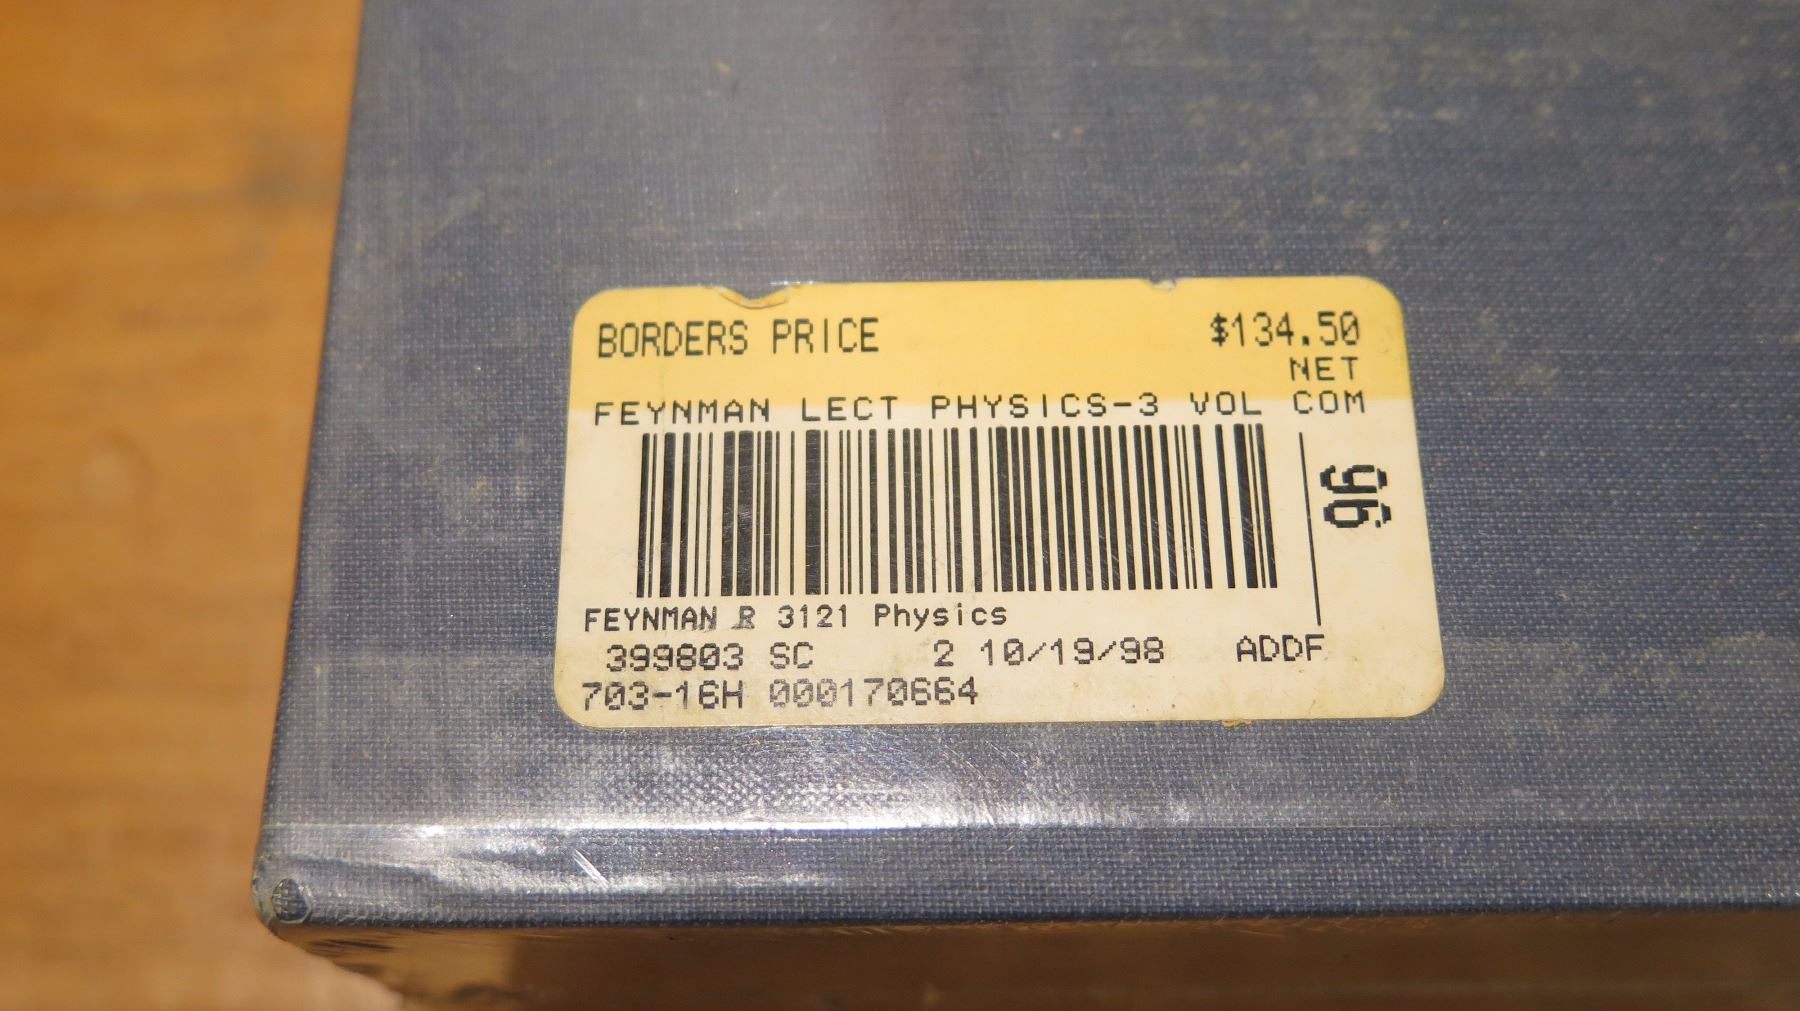 BORDERS PRICE $134.50
NET
FEYNMAN LECT PHYSICS-3 VOL COM
96
FEYNMAN R 3121 Physics
399803 SC 2 10/19/98 ADDF
703-16H 000170664